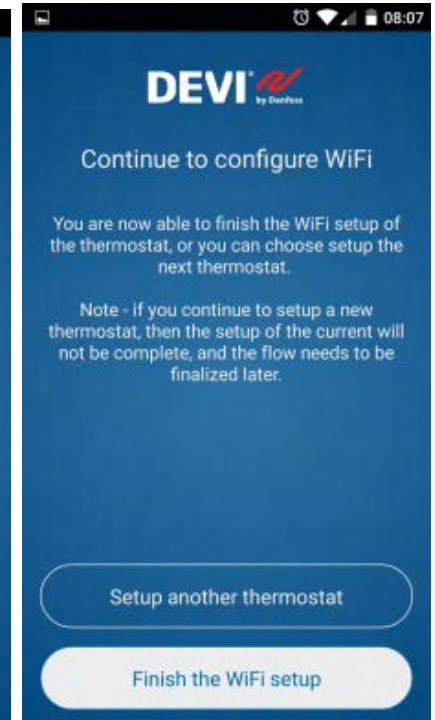 08:07
DEVI
by Danfoss
Continue to configure WiFi
You are now able to finish the WiFi setup of
the thermostat, or you can choose setup the
next thermostat.
Note - if you continue to setup a new
thermostat, then the setup of the current will
not be complete, and the flow needs to be
finalized later.
Setup another thermostat
Finish the WiFi setup